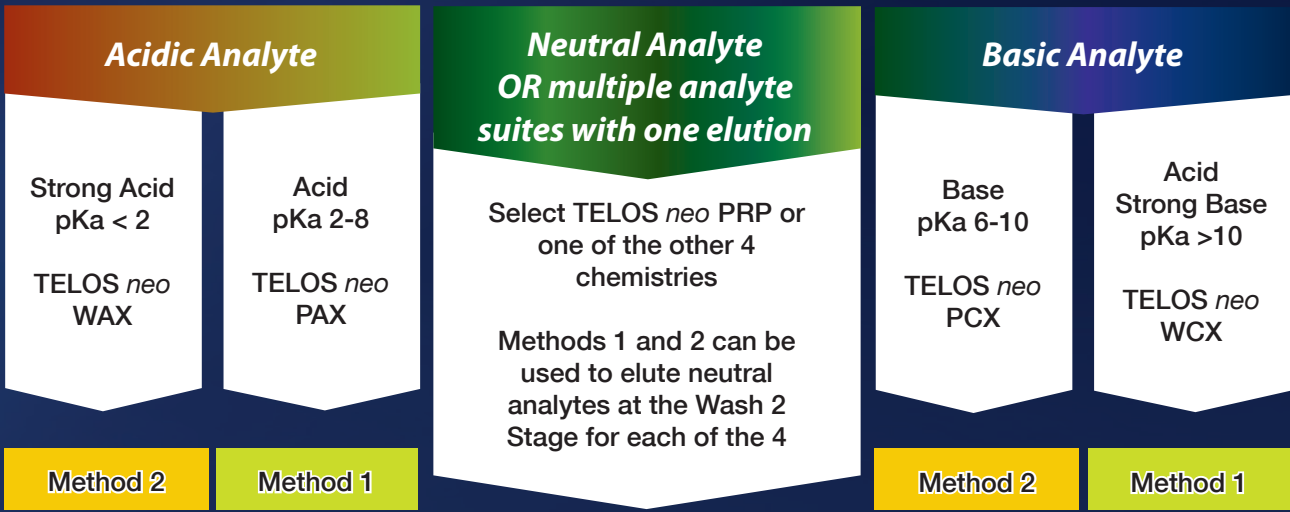 Acidic Analyte
Strong Acid
pKa < 2
TELOS neo
WAX
Method 2
Acid
pKa 2-8
TELOS neo
PAX
Method 1
Neutral Analyte
OR multiple analyte
suites with one elution
Select TELOS neo PRP or
one of the other 4
chemistries
Methods 1 and 2 can be
used to elute neutral
analytes at the Wash 2
Stage for each of the 4
Basic Analyte
Base
pKa 6-10
TELOS neo
PCX
Method 2
Acid
Strong Base
pKa >10
TELOS neo
WCX
Method 1